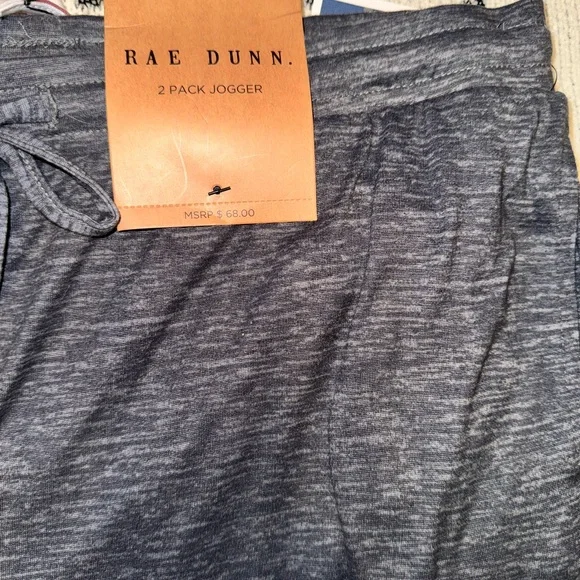 RAE DUNN.
2 PACK JOGGER
MSRP $ 68.00